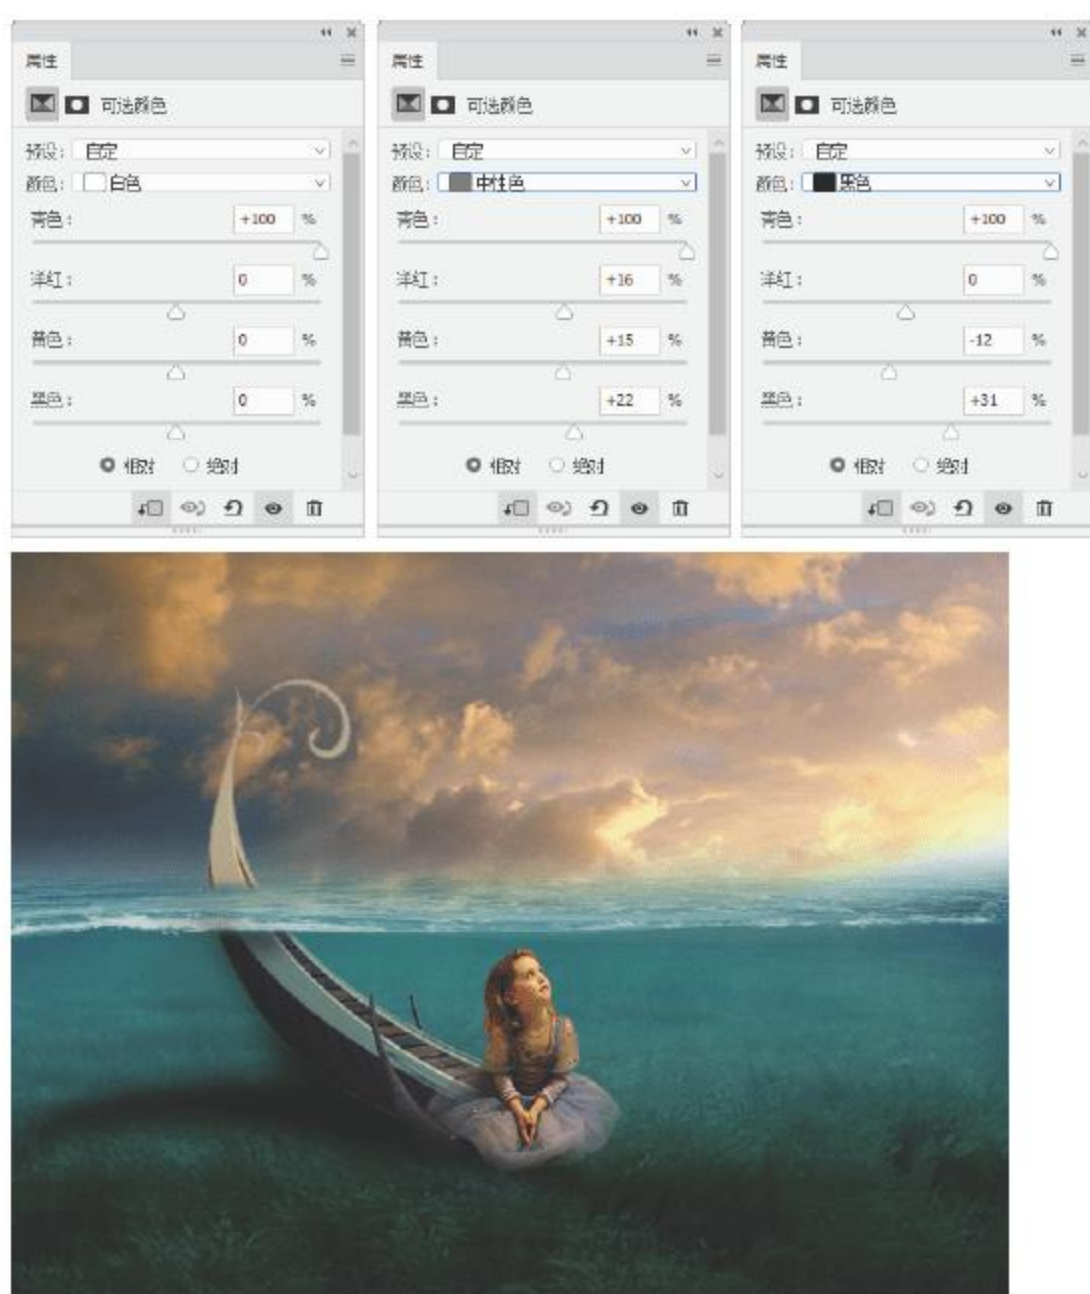 属性
可选颜色
预设: 自定
颜色: 白色
青色: +100 %
洋红: 0 %
黄色: 0 %
黑色: 0 %
相对 绝对
属性
可选颜色
预设: 自定
颜色: 中性色
青色: +100 %
洋红: +16 %
黄色: +15 %
黑色: +22 %
相对 绝对
属性
可选颜色
预设: 自定
颜色: 黑色
青色: +100 %
洋红: 0 %
黄色: -12 %
黑色: +31 %
相对 绝对